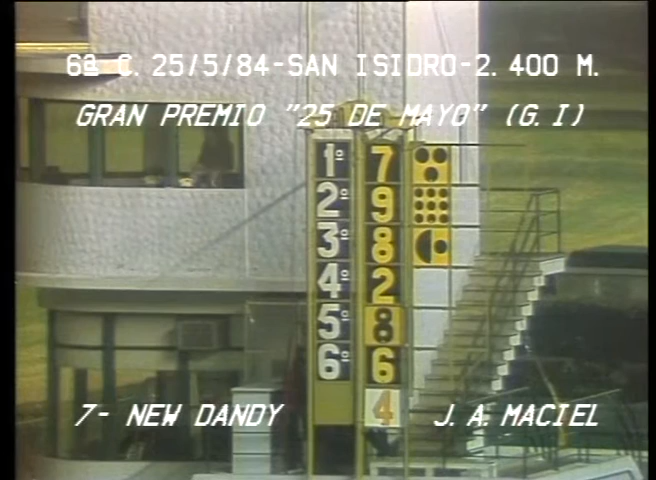 6ª C. 25/5/84-SAN ISIDRO-2.400 M.
GRAN PREMIO "25 DE MAYO" (G.I)
1º 7
2º 9
3º 8
4º 2
5º 8
6º 6
4
7- NEW DANDY J.A. MACIEL